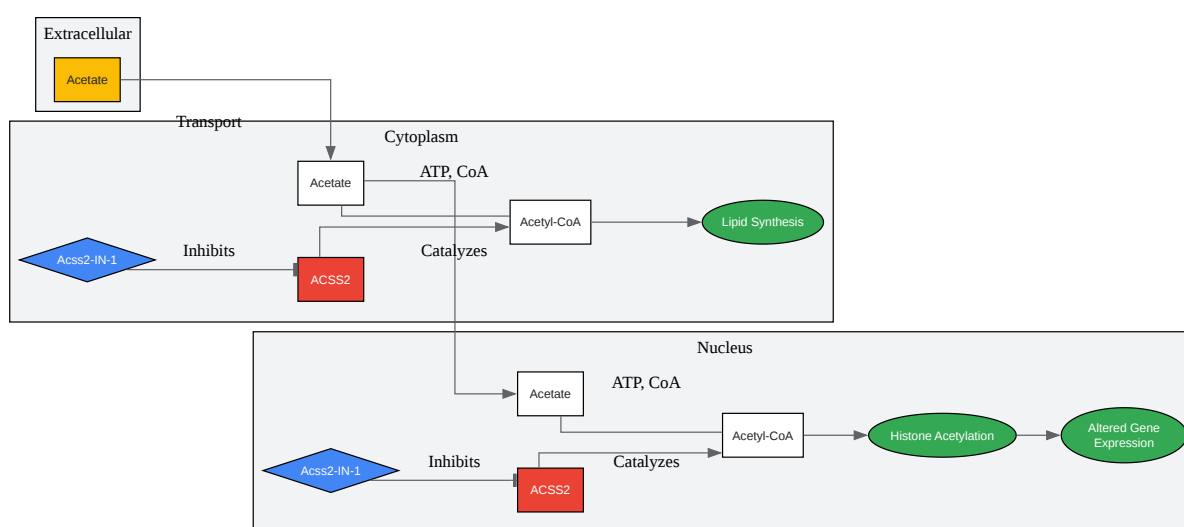 Extracellular
Acetate
Transport
Cytoplasm
Acetate
ATP, CoA
Acetyl-CoA
Lipid Synthesis
Acss2-IN-1
Inhibits
ACSS2
Catalyzes
Nucleus
Acetate
ATP, CoA
Acetyl-CoA
Histone Acetylation
Altered Gene
Expression
Acss2-IN-1
Inhibits
ACSS2
Catalyzes